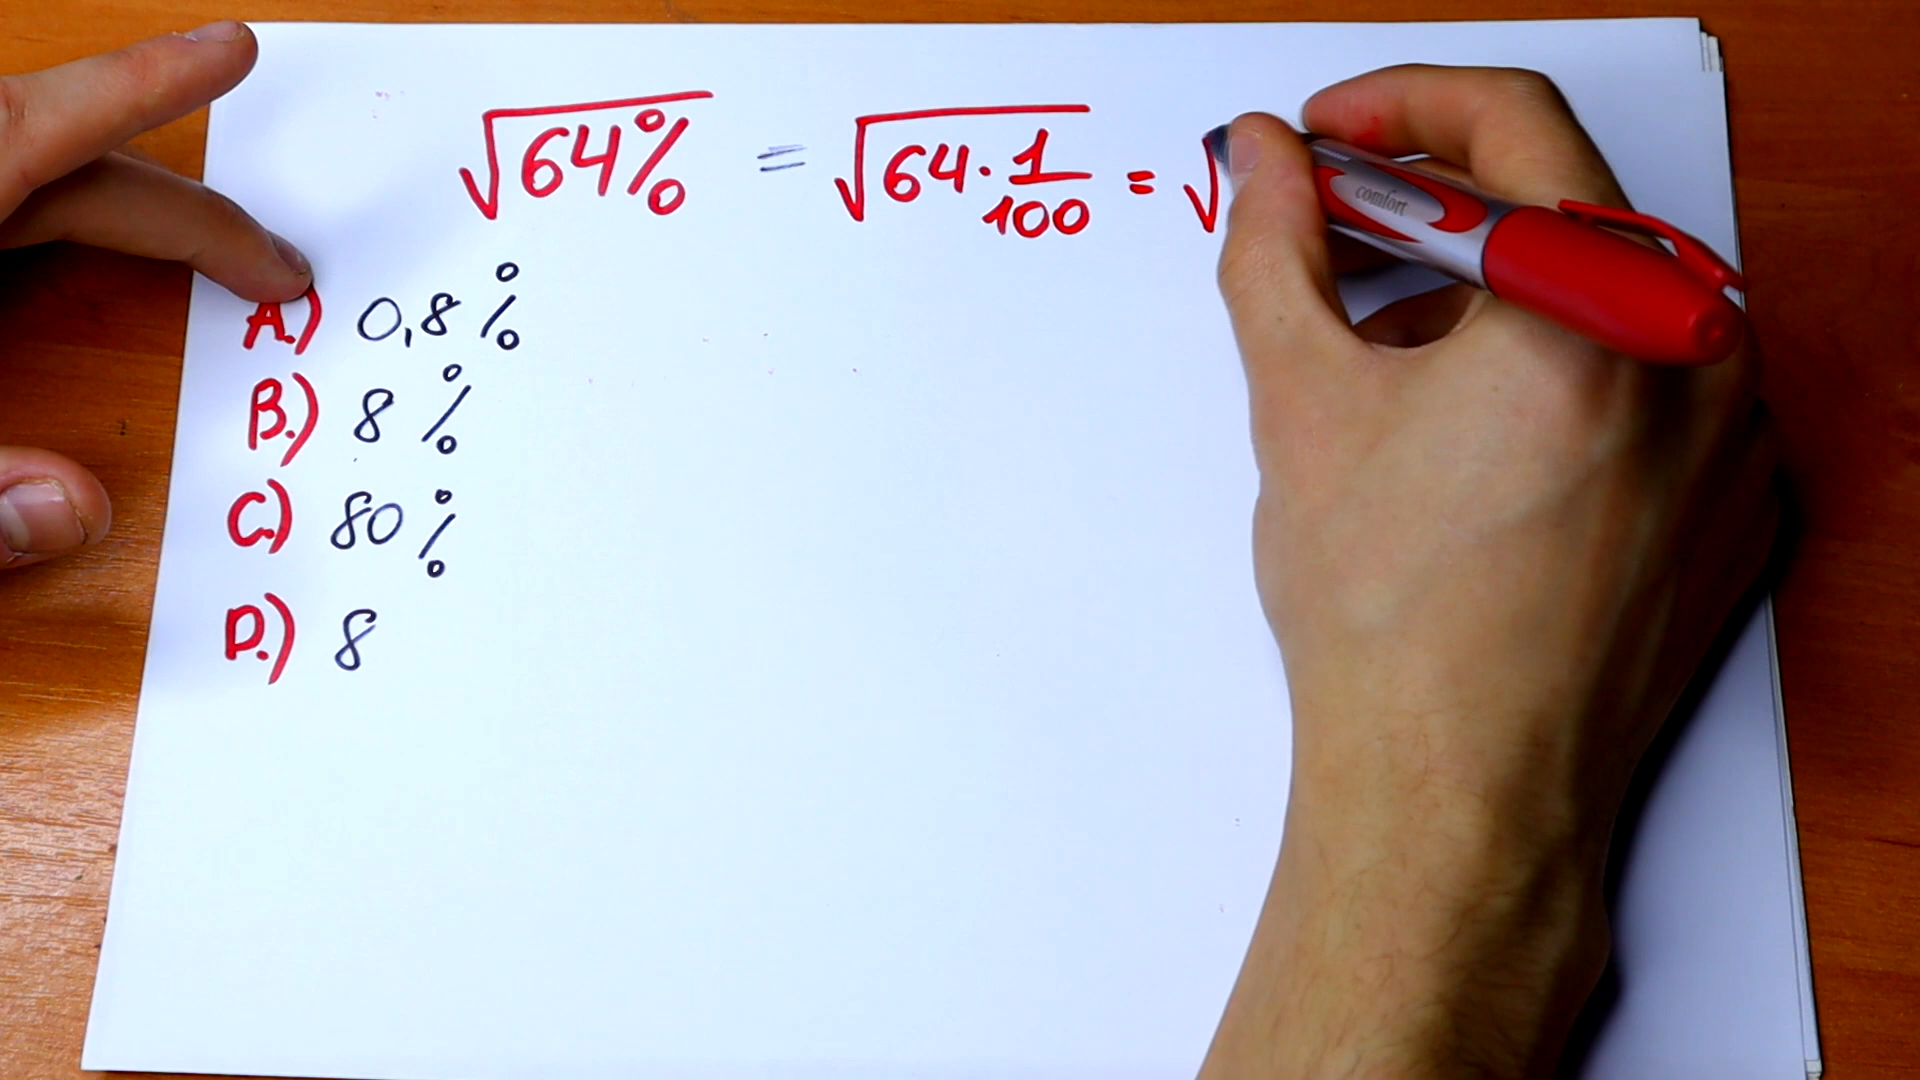 √64% = √64·1/100 = √
A.) 0,8 %
B.) 8 %
C.) 80 %
D.) 8
comfort